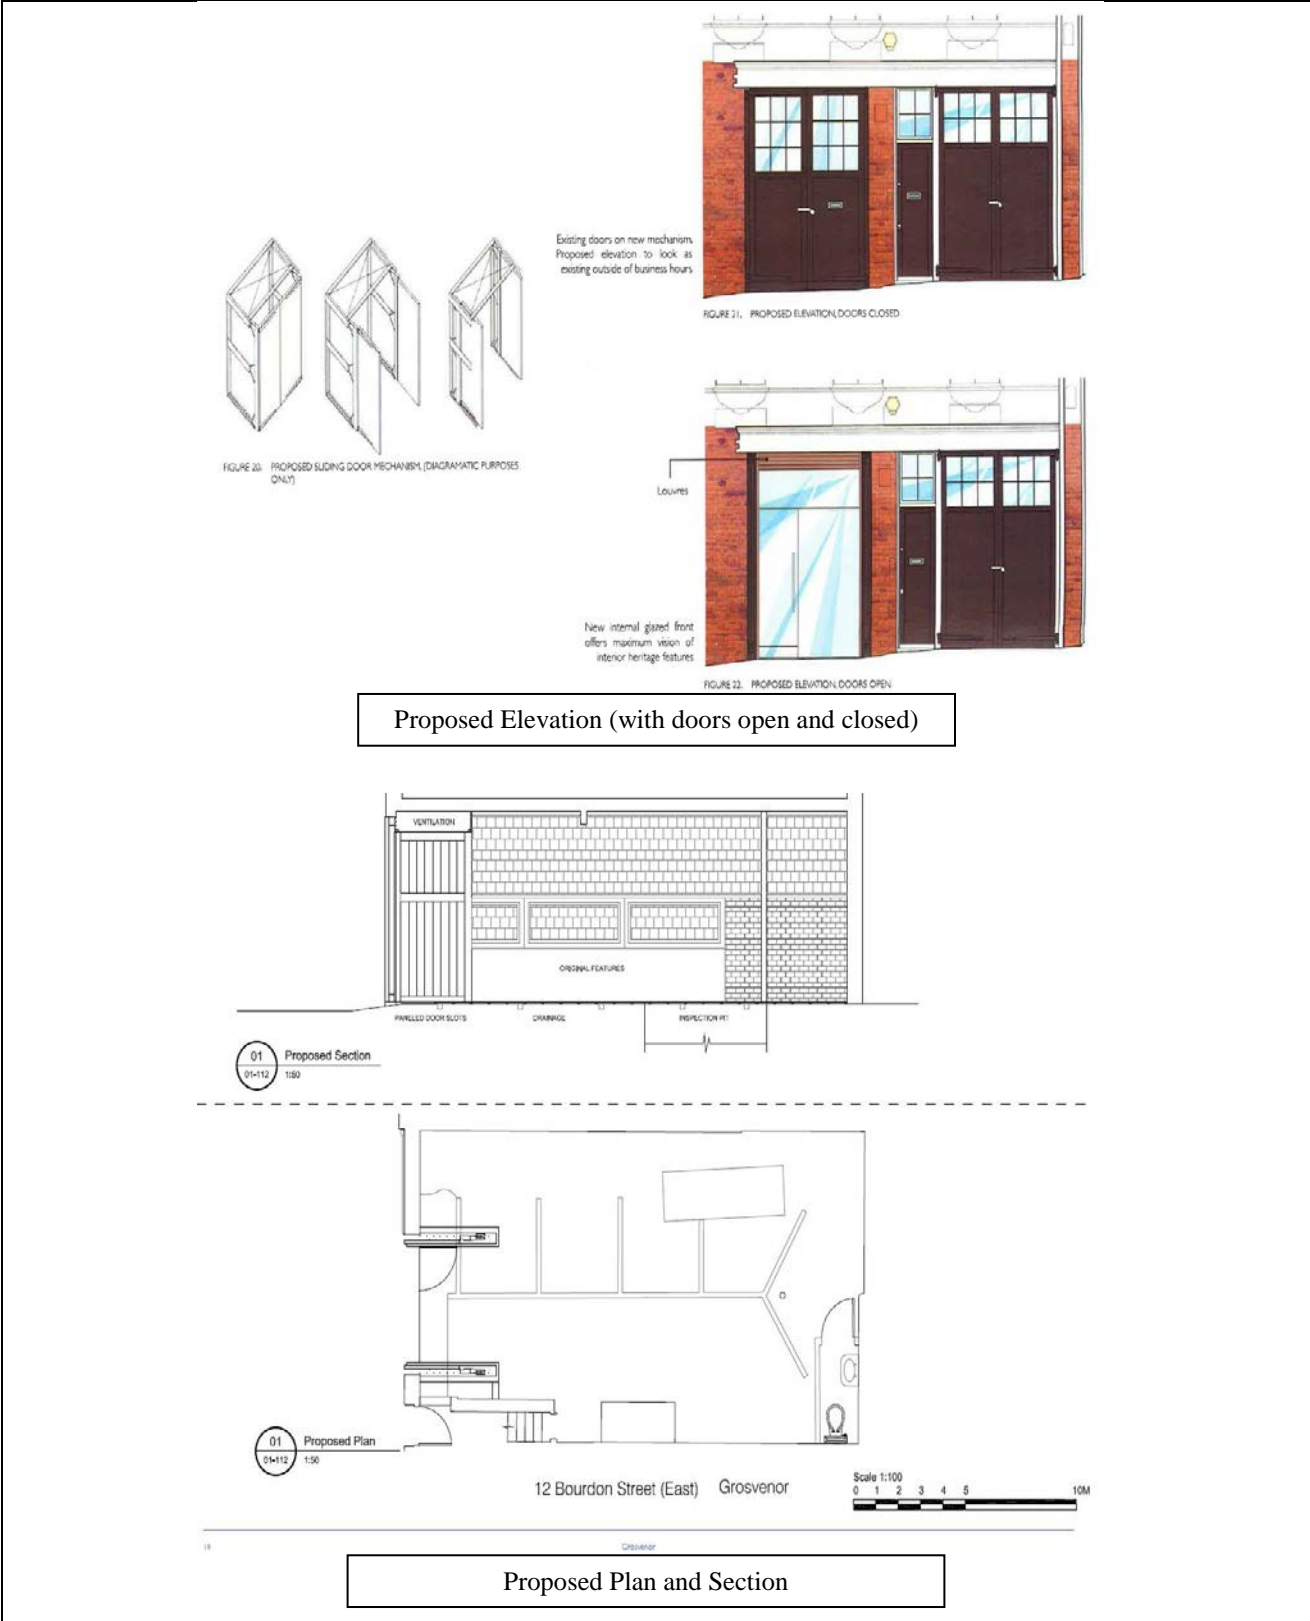 Existing doors on new mechanism.
Proposed elevation to look as
existing outside of business hours
FIGURE 21. PROPOSED ELEVATION, DOORS CLOSED
FIGURE 20. PROPOSED SLIDING DOOR MECHANISM, (DIAGRAMATIC PURPOSES
ONLY)
Louvres
New internal glazed front
offers maximum vision of
interior heritage features
FIGURE 22. PROPOSED ELEVATION, DOORS OPEN
Proposed Elevation (with doors open and closed)
VENTILATION
ORIGINAL FEATURES
PANELED DOOR SLOTS DRAINAGE INSPECTION PIT
01 Proposed Section
01-112 1:50
01 Proposed Plan
01-112 1:50
12 Bourdon Street (East) Grosvenor
Scale 1:100
0 1 2 3 4 5 10M
18 Grosvenor
Proposed Plan and Section